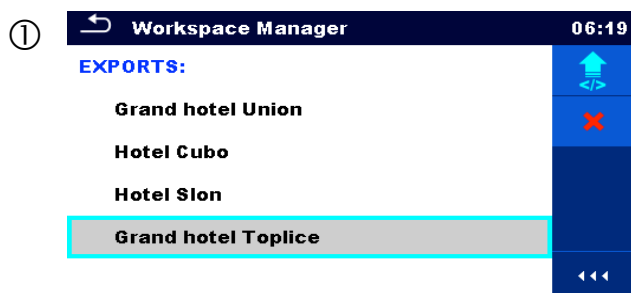 ① Workspace Manager 06:19
EXPORTS:
</>
Grand hotel Union
Hotel Cubo
Hotel Slon
Grand hotel Toplice